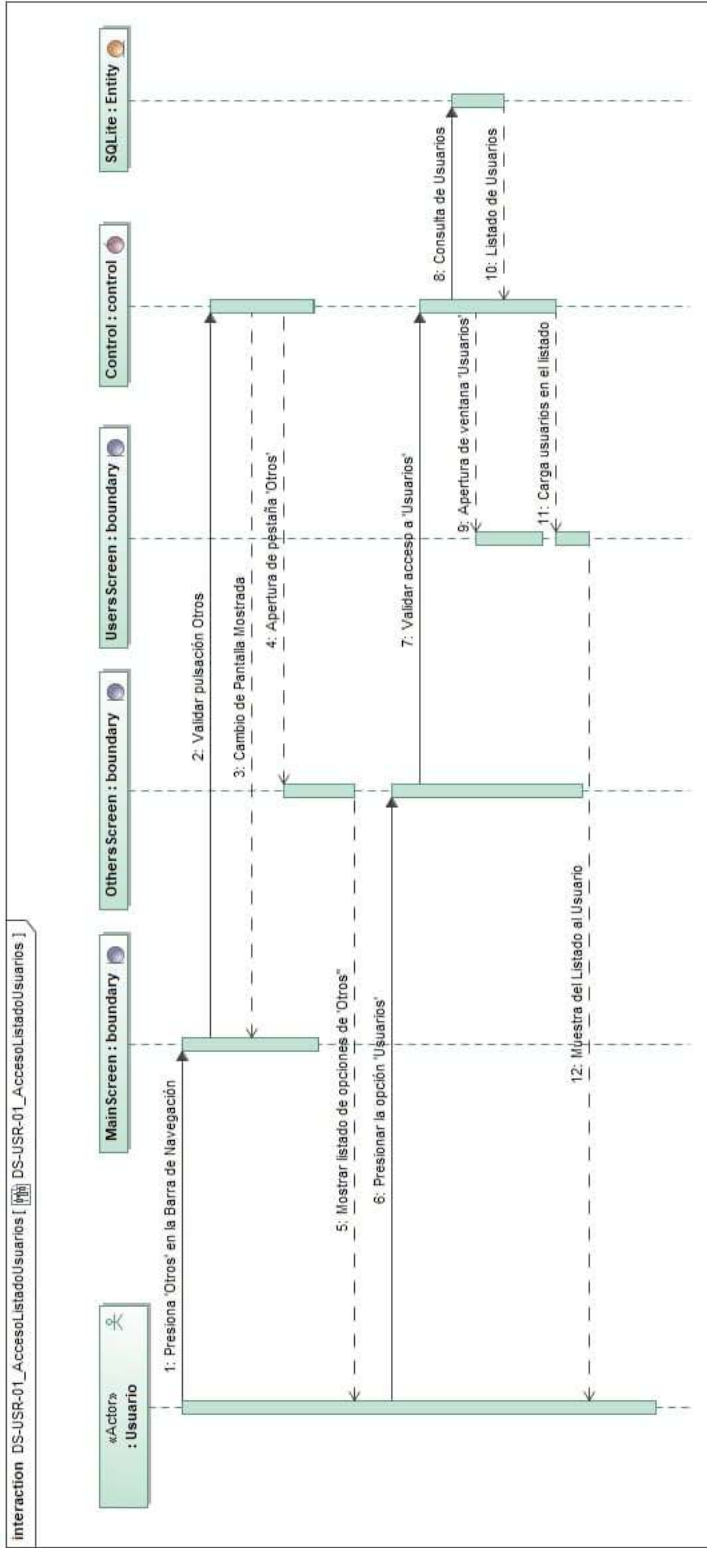 interaction DS-USR-01_AccesoListadoUsuarios [ DS-USR-01_AccesoListadoUsuarios ]
«Actor»
: Usuario
MainScreen : boundary
OthersScreen : boundary
UsersScreen : boundary
Control : control
SQLite : Entity
1: Presiona 'Otros' en la Barra de Navegación
2: Validar pulsación Otros
3: Cambio de Pantalla Mostrada
4: Apertura de pestaña 'Otros'
5: Mostrar listado de opciones de 'Otros"
6: Presionar la opción 'Usuarios'
7: Validar acceso a 'Usuarios'
8: Consulta de Usuarios
9: Apertura de ventana 'Usuarios'
10: Listado de Usuarios
11: Carga usuarios en el listado
12: Muestra del Listado al Usuario